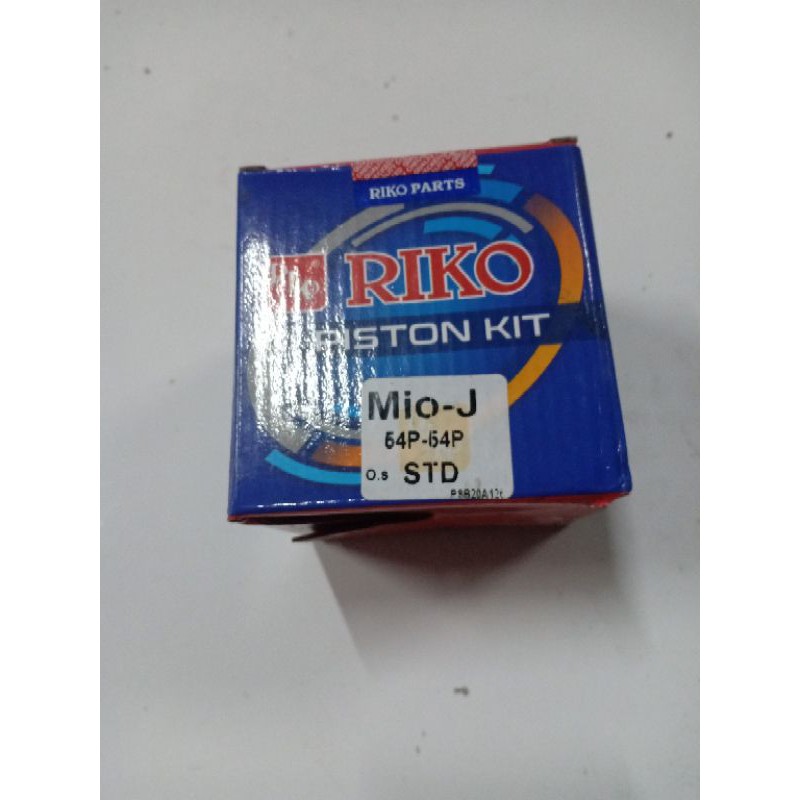 RIKO PARTS
RIKO
PISTON KIT
Mio-J
54P-54P
O.s STD